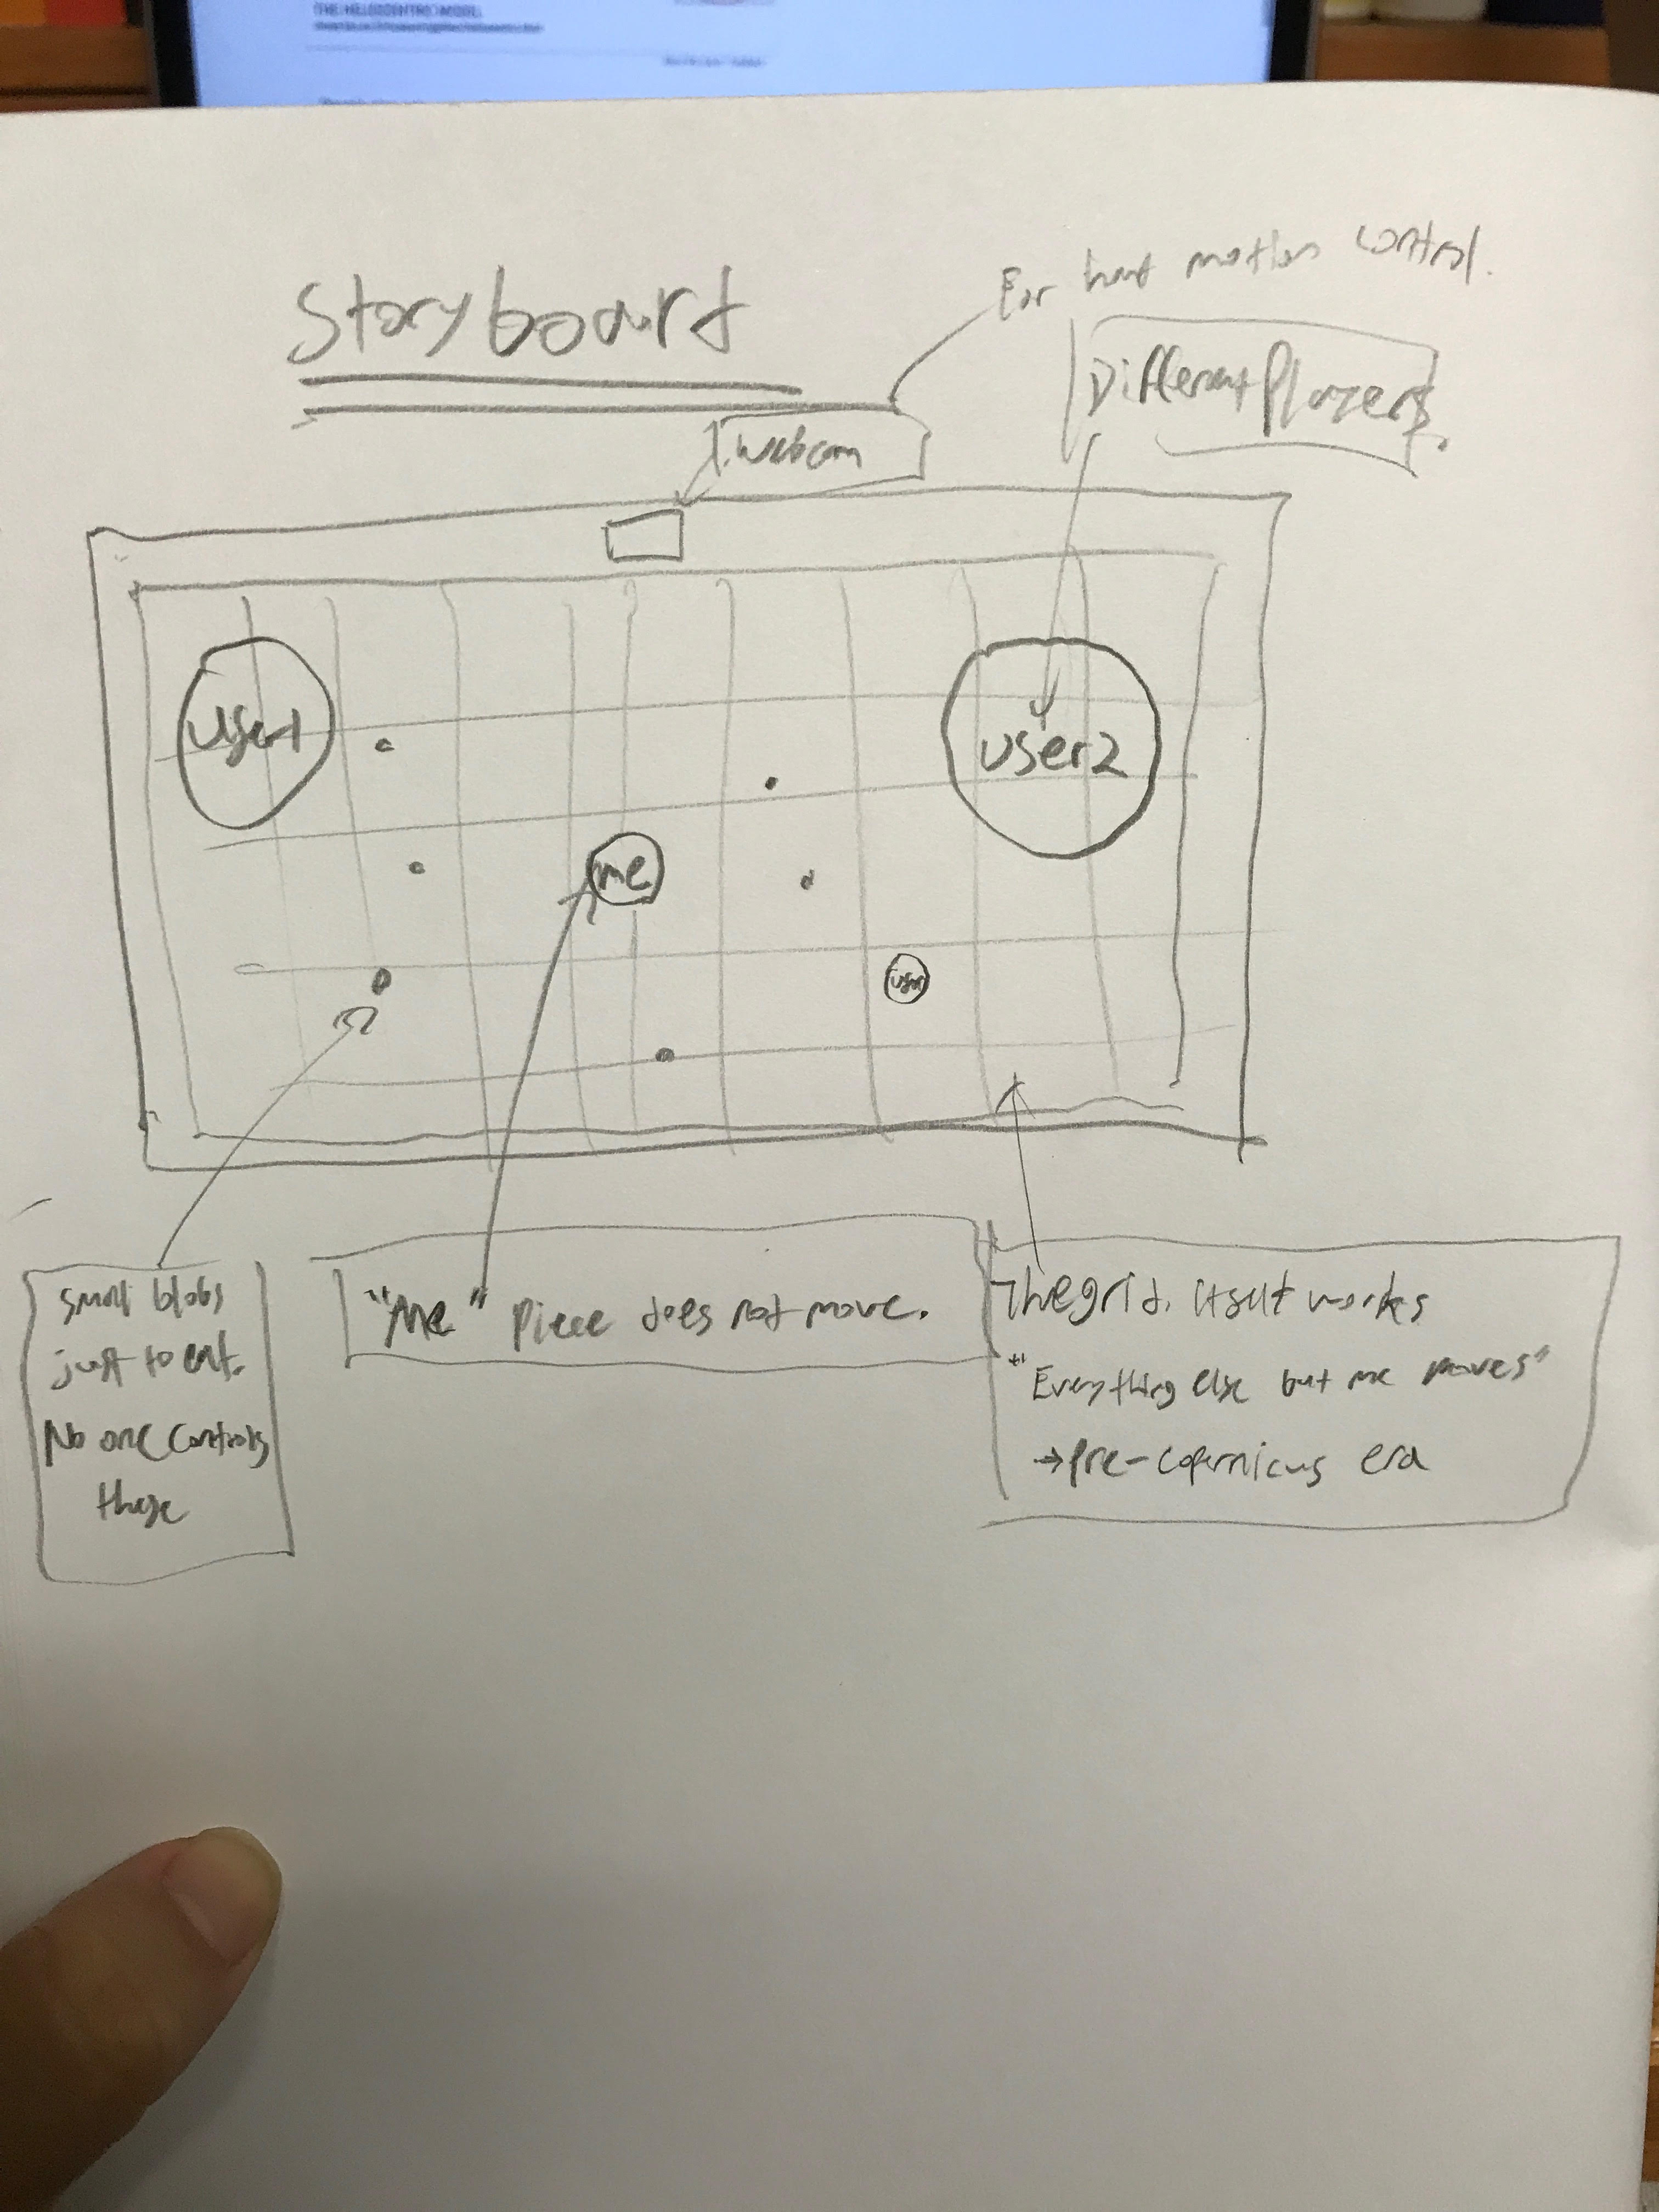 THE HELIOCENTRIC MODEL
Storyboard
For hand motion control.
Different Players.
webcam
User1
User2
me
user
small blobs
just to eat.
No one controls
these
"Me" piece does not move.
The grid. itself works
"Everything else but me moves"
→ pre-copernicus era